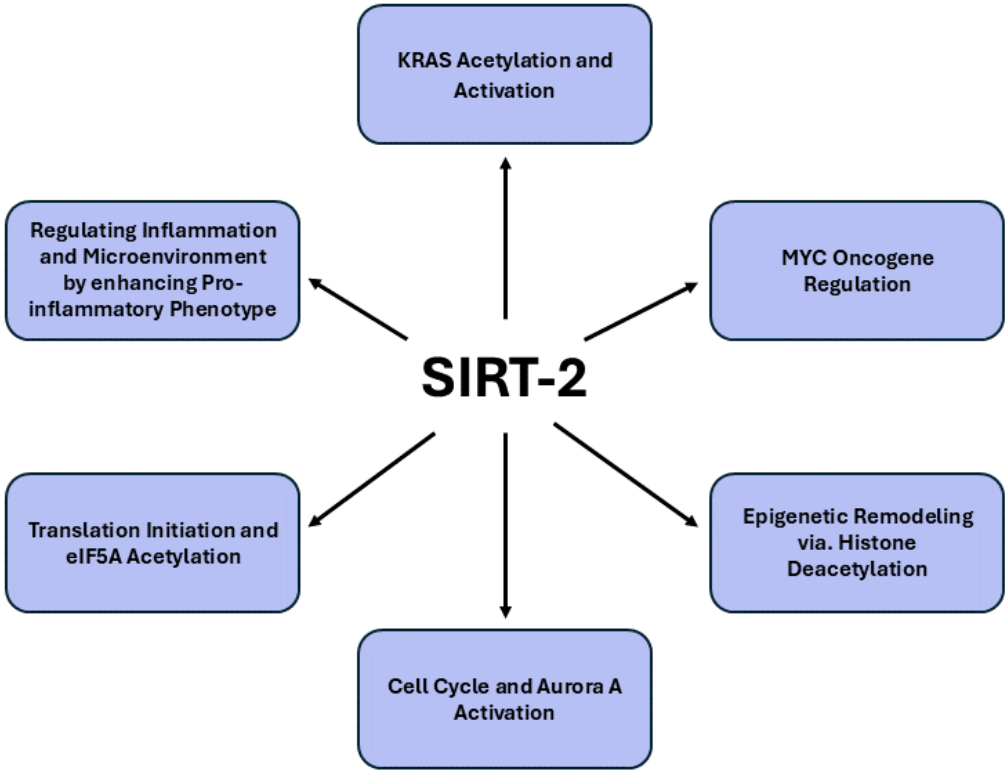 KRAS Acetylation and
Activation
Regulating Inflammation
and Microenvironment
by enhancing Pro-
inflammatory Phenotype
MYC Oncogene
Regulation
SIRT-2
Translation Initiation and
eIF5A Acetylation
Epigenetic Remodeling
via. Histone
Deacetylation
Cell Cycle and Aurora A
Activation